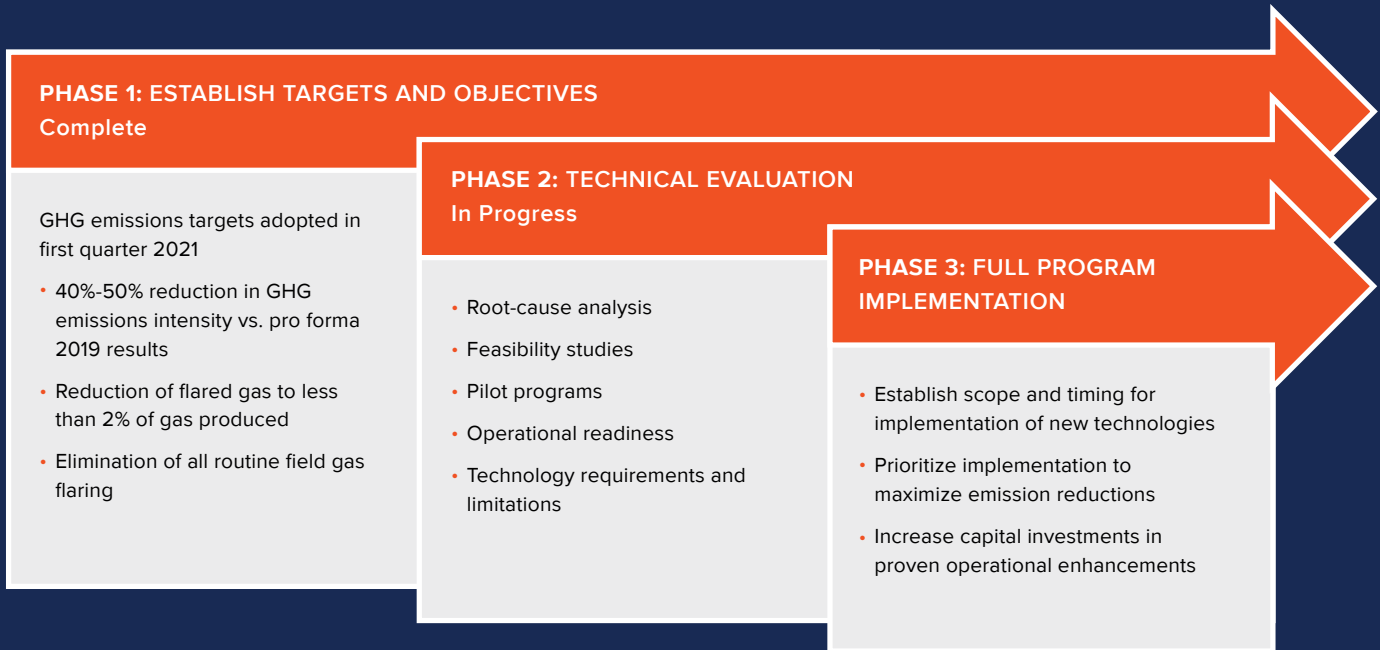 PHASE 1: ESTABLISH TARGETS AND OBJECTIVES
Complete
GHG emissions targets adopted in
first quarter 2021
• 40%-50% reduction in GHG
emissions intensity vs. pro forma
2019 results
• Reduction of flared gas to less
than 2% of gas produced
• Elimination of all routine field gas
flaring
PHASE 2: TECHNICAL EVALUATION
In Progress
• Root-cause analysis
• Feasibility studies
• Pilot programs
• Operational readiness
• Technology requirements and
limitations
PHASE 3: FULL PROGRAM
IMPLEMENTATION
• Establish scope and timing for
implementation of new technologies
• Prioritize implementation to
maximize emission reductions
• Increase capital investments in
proven operational enhancements